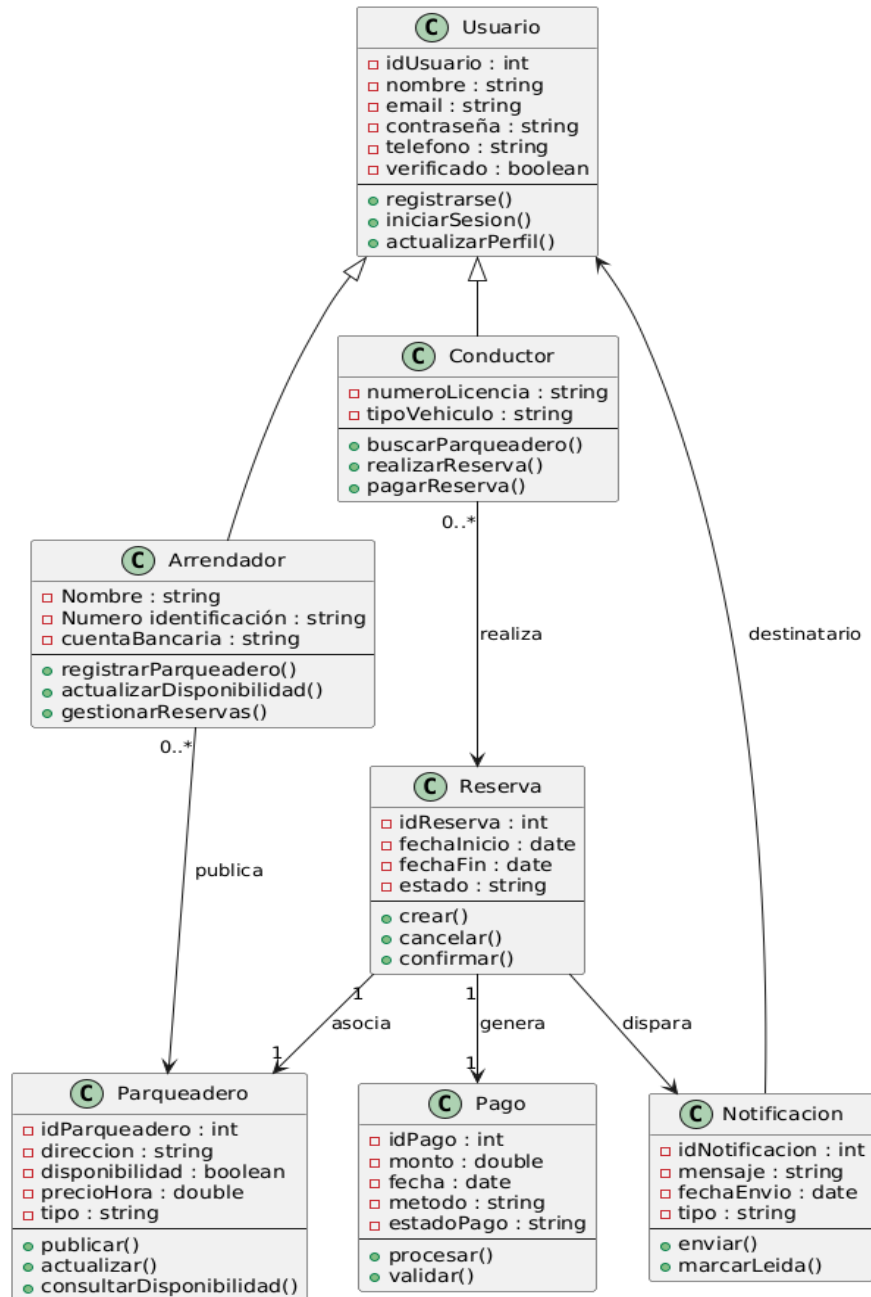 C Usuario
idUsuario : int
nombre : string
email : string
contraseña : string
telefono : string
verificado : boolean
registrarse()
iniciarSesion()
actualizarPerfil()
C Conductor
numeroLicencia : string
tipoVehiculo : string
buscarParqueadero()
realizarReserva()
pagarReserva()
0..*
C Arrendador
Nombre : string
Numero identificación : string
cuentaBancaria : string
registrarParqueadero()
actualizarDisponibilidad()
gestionarReservas()
0..*
realiza
destinatario
publica
C Reserva
idReserva : int
fechaInicio : date
fechaFin : date
estado : string
crear()
cancelar()
confirmar()
1
asocia
1
1
genera
1
dispara
C Parqueadero
idParqueadero : int
direccion : string
disponibilidad : boolean
precioHora : double
tipo : string
publicar()
actualizar()
consultarDisponibilidad()
C Pago
idPago : int
monto : double
fecha : date
metodo : string
estadoPago : string
procesar()
validar()
C Notificacion
idNotificacion : int
mensaje : string
fechaEnvio : date
tipo : string
enviar()
marcarLeida()